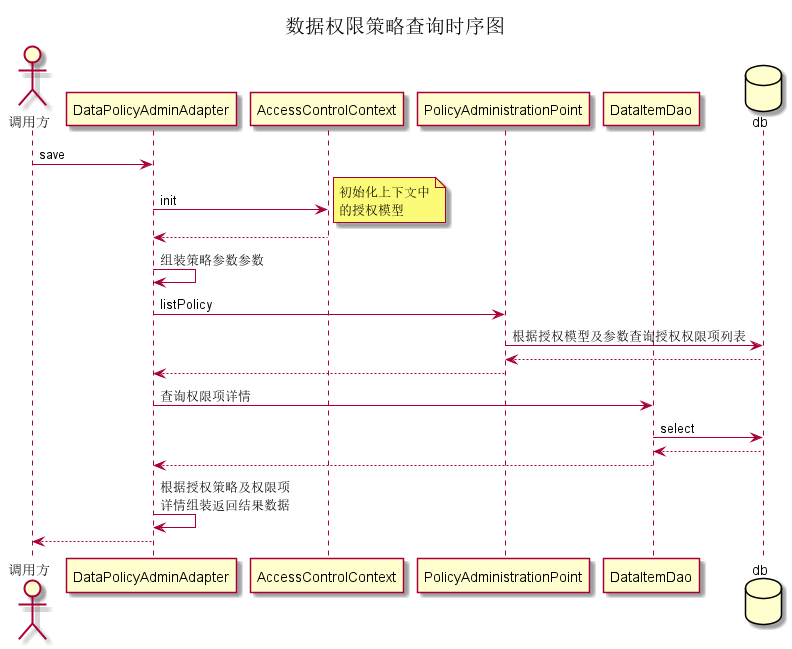 数据权限策略查询时序图
调用方
DataPolicyAdminAdapter
AccessControlContext
PolicyAdministrationPoint
DataItemDao
db
save
init
初始化上下文中
的授权模型
组装策略参数参数
listPolicy
根据授权模型及参数查询授权权限项列表
查询权限项详情
select
根据授权策略及权限项
详情组装返回结果数据
调用方
DataPolicyAdminAdapter
AccessControlContext
PolicyAdministrationPoint
DataItemDao
db